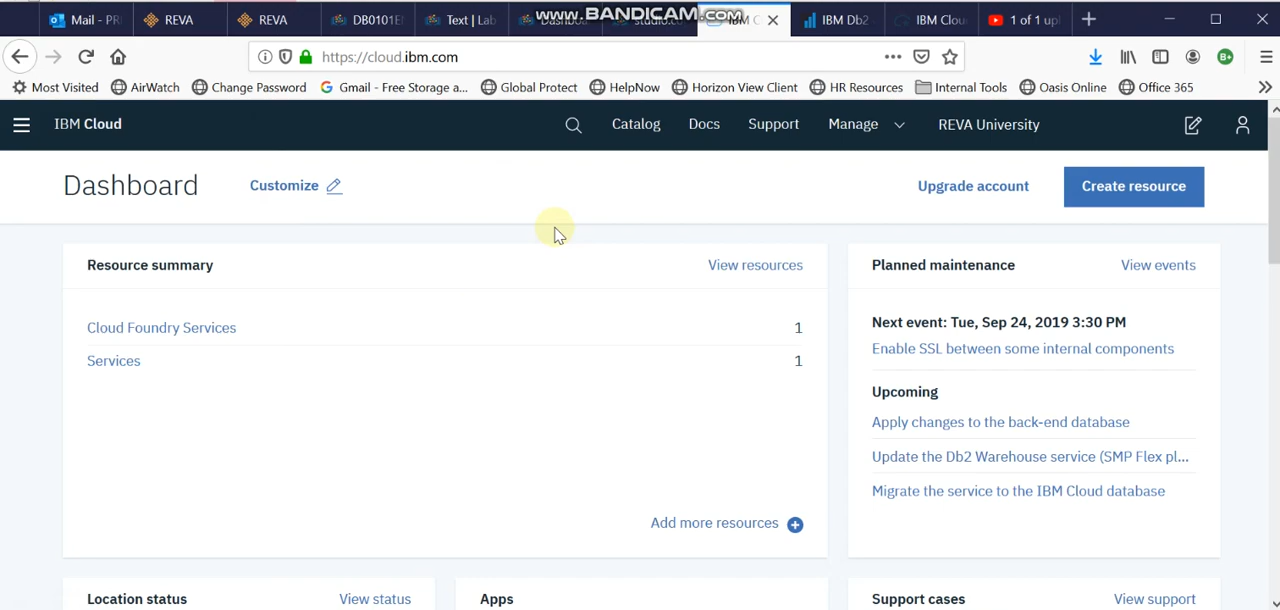 Mail - PRI
REVA
REVA
DB0101E
Text | Lab
IBM Db2
IBM Clou
1 of 1 upl
www.BANDICAM.com
https://cloud.ibm.com
Most Visited
AirWatch
Change Password
Gmail - Free Storage a...
Global Protect
HelpNow
Horizon View Client
HR Resources
Internal Tools
Oasis Online
Office 365
IBM Cloud
Catalog
Docs
Support
Manage
REVA University
Dashboard
Customize
Upgrade account
Create resource
Resource summary
View resources
Cloud Foundry Services
1
Services
1
Add more resources
Planned maintenance
View events
Next event: Tue, Sep 24, 2019 3:30 PM
Enable SSL between some internal components
Upcoming
Apply changes to the back-end database
Update the Db2 Warehouse service (SMP Flex pl...
Migrate the service to the IBM Cloud database
Location status
View status
Apps
Support cases
View support